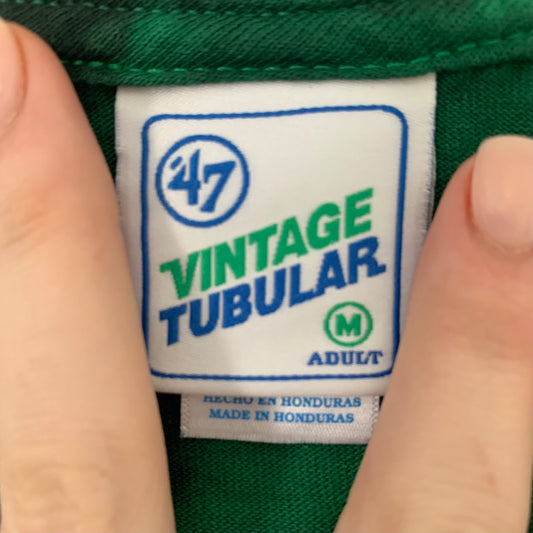 '47
VINTAGE
TUBULAR
M
ADULT
HECHO EN HONDURAS
MADE IN HONDURAS